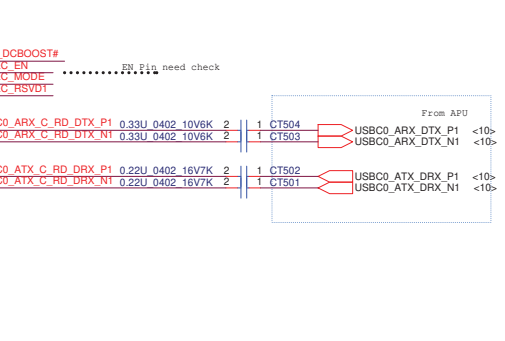 _DCBOOST#
C_EN
EN Pin need check
C_MODE
C_RSVD1
From APU
C0_ARX_C_RD_DTX_P1 0.33U_0402_10V6K 2 1 CT504 USBC0_ARX_DTX_P1 <10>
C0_ARX_C_RD_DTX_N1 0.33U_0402_10V6K 2 1 CT503 USBC0_ARX_DTX_N1 <10>
C0_ATX_C_RD_DRX_P1 0.22U_0402_16V7K 2 1 CT502 USBC0_ATX_DRX_P1 <10>
C0_ATX_C_RD_DRX_N1 0.22U_0402_16V7K 2 1 CT501 USBC0_ATX_DRX_N1 <10>